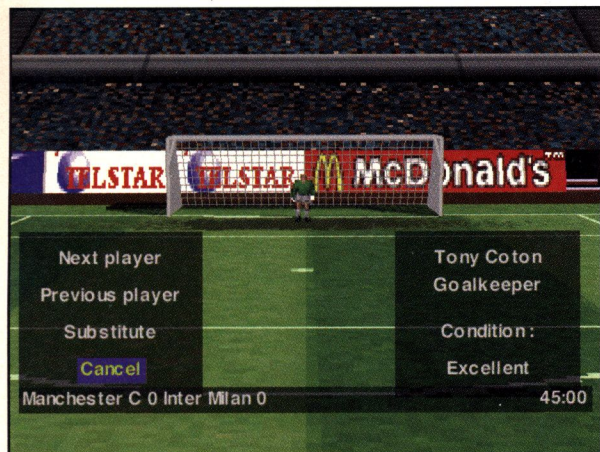 TELSTAR TELSTAR McDonald's™
Next player
Previous player
Substitute
Cancel
Tony Coton
Goalkeeper
Condition:
Excellent
Manchester C 0 Inter Milan 0 45:00